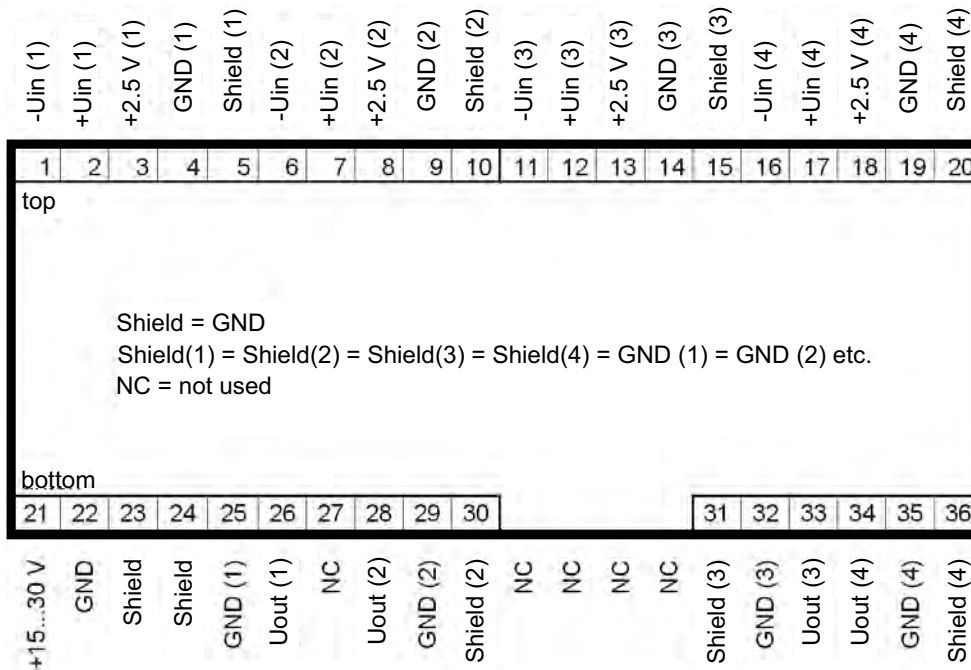 -Uin (1) +Uin (1) +2.5 V (1) GND (1) Shield (1) -Uin (2) +Uin (2) +2.5 V (2) GND (2) Shield (2) -Uin (3) +Uin (3) +2.5 V (3) GND (3) Shield (3) -Uin (4) +Uin (4) +2.5 V (4) GND (4) Shield (4)
1 2 3 4 5 6 7 8 9 10 11 12 13 14 15 16 17 18 19 20
top
Shield = GND
Shield(1) = Shield(2) = Shield(3) = Shield(4) = GND (1) = GND (2) etc.
NC = not used
bottom
21 22 23 24 25 26 27 28 29 30 31 32 33 34 35 36
+15...30 V GND Shield Shield GND (1) Uout (1) NC Uout (2) GND (2) Shield (2) NC NC NC NC Shield (3) GND (3) Uout (3) Uout (4) GND (4) Shield (4)